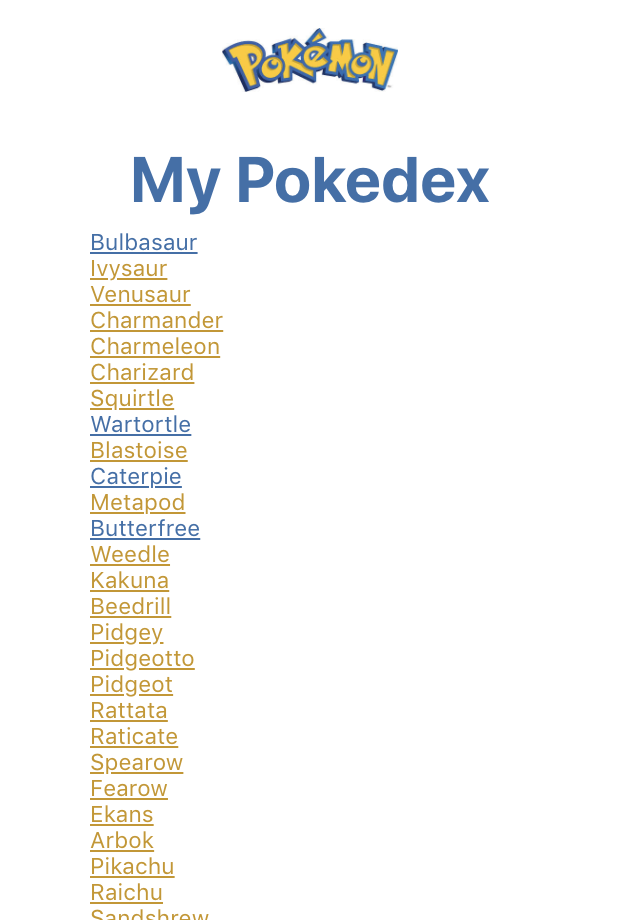 POKéMON
My Pokedex
Bulbasaur
Ivysaur
Venusaur
Charmander
Charmeleon
Charizard
Squirtle
Wartortle
Blastoise
Caterpie
Metapod
Butterfree
Weedle
Kakuna
Beedrill
Pidgey
Pidgeotto
Pidgeot
Rattata
Raticate
Spearow
Fearow
Ekans
Arbok
Pikachu
Raichu
Sandshrew